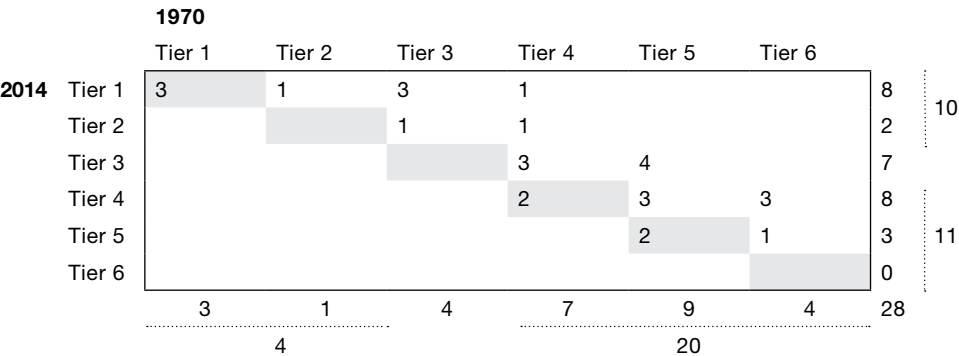 1970
Tier 1 Tier 2 Tier 3 Tier 4 Tier 5 Tier 6
2014 Tier 1 3 1 3 1 8
10
Tier 2 1 1 2
Tier 3 3 4 7
Tier 4 2 3 3 8
Tier 5 2 1 3 11
Tier 6 0
3 1 4 7 9 4 28
4 20